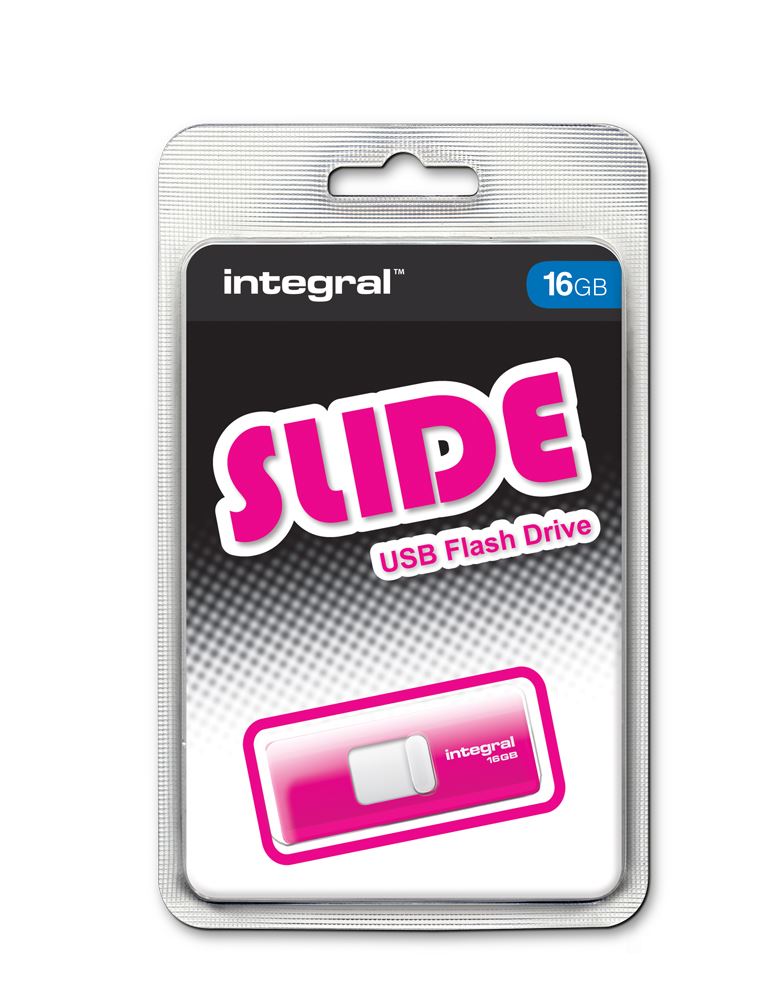 integral™
16GB
SLIDE
USB Flash Drive
integral
16GB